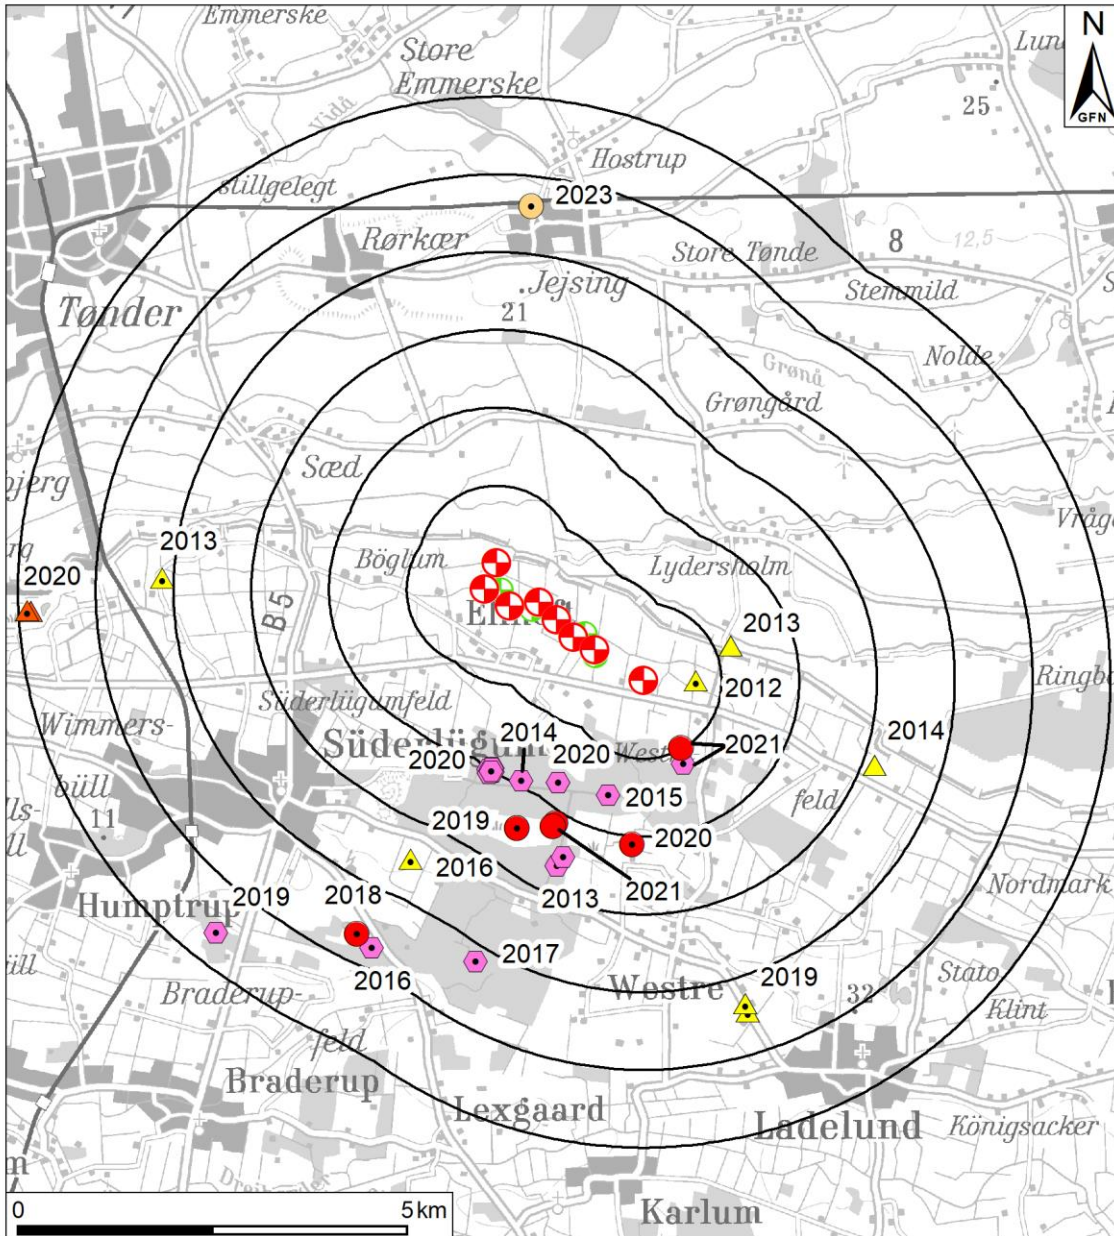 Emmerske
Store
Emmerske
N
GFN
25
Vidå
Hostrup
stillgelegt
2023
Rørkær
Store Tønde
8
12,5
Jejsing
Stemmild
21
Tønder
Nolde
Grønå
Grøngård
Sæd
2013
Böglum
Lydersholm
2020
B 5
2013
2012
Süderlügumfeld
2014
2014
Wimmers-
büll
Süderlügum
2020
2020
2021
11
2015
feld
2019
2020
2016
2021
2013
Nordmark
Humptrup
2019
2018
2017
2016
Westre
2019
Stato
32
Klint
Braderup-
feld
Braderup
Lexgaard
Ladelund
Königsacker
Karlum
0
5 km